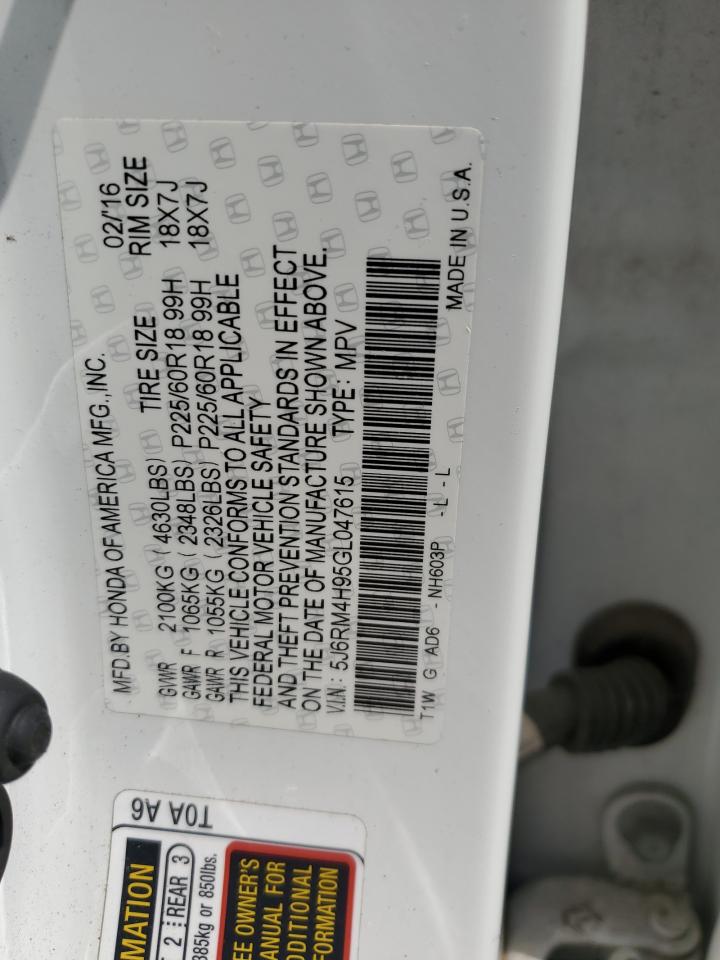 MFD.BY HONDA OF AMERICA MFG.,INC. 02/'16
GVWR 2100KG ( 4630LBS) TIRE SIZE RIM SIZE
GAWR F 1065KG ( 2348LBS) P225/60R18 99H 18X7J
GAWR R 1055KG ( 2326LBS) P225/60R18 99H 18X7J
THIS VEHICLE CONFORMS TO ALL APPLICABLE
FEDERAL MOTOR VEHICLE SAFETY
AND THEFT PREVENTION STANDARDS IN EFFECT
ON THE DATE OF MANUFACTURE SHOWN ABOVE.
V.I.N: 5J6RM4H95GL047615 TYPE: MPV
T1W G AD6 - NH603P - L - L MADE IN U.S.A.
T0A A6
2 REAR 3
385kg or 850lbs.
OWNER'S
FOR